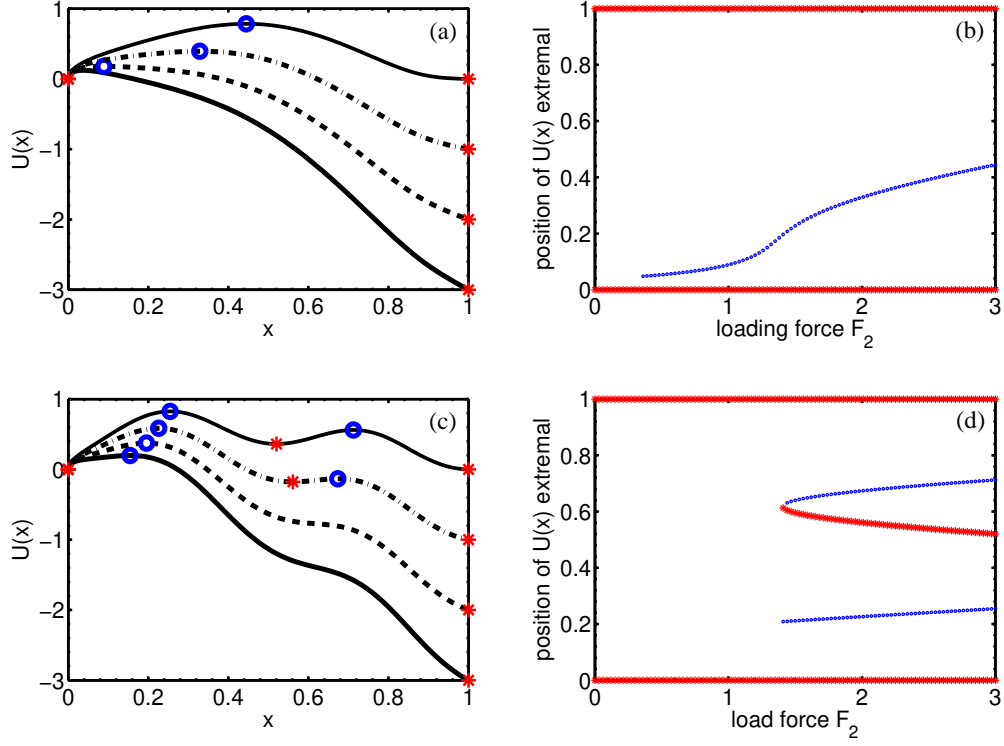 1
0
−1
−2
−3
U(x)
0 0.2 0.4 0.6 0.8 1
x
(a)
1
0.8
0.6
0.4
0.2
0
position of U(x) extremal
0 1 2 3
loading force F2
(b)
1
0
−1
−2
−3
U(x)
0 0.2 0.4 0.6 0.8 1
x
(c)
1
0.8
0.6
0.4
0.2
0
position of U(x) extremal
0 1 2 3
load force F2
(d)